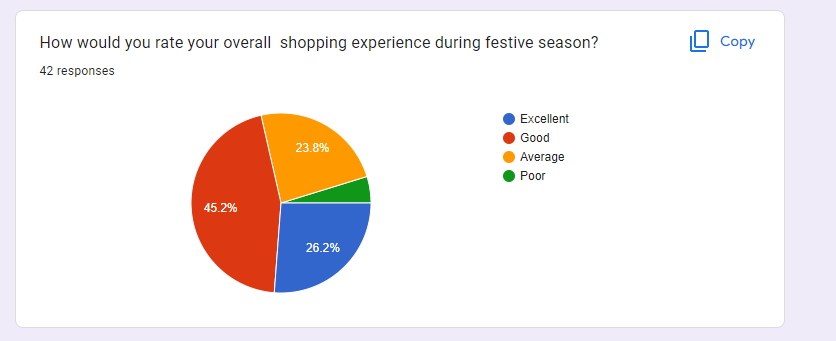 How would you rate your overall  shopping experience during festive season?
Copy
42 responses
Excellent
Good
Average
Poor
23.8%
45.2%
26.2%